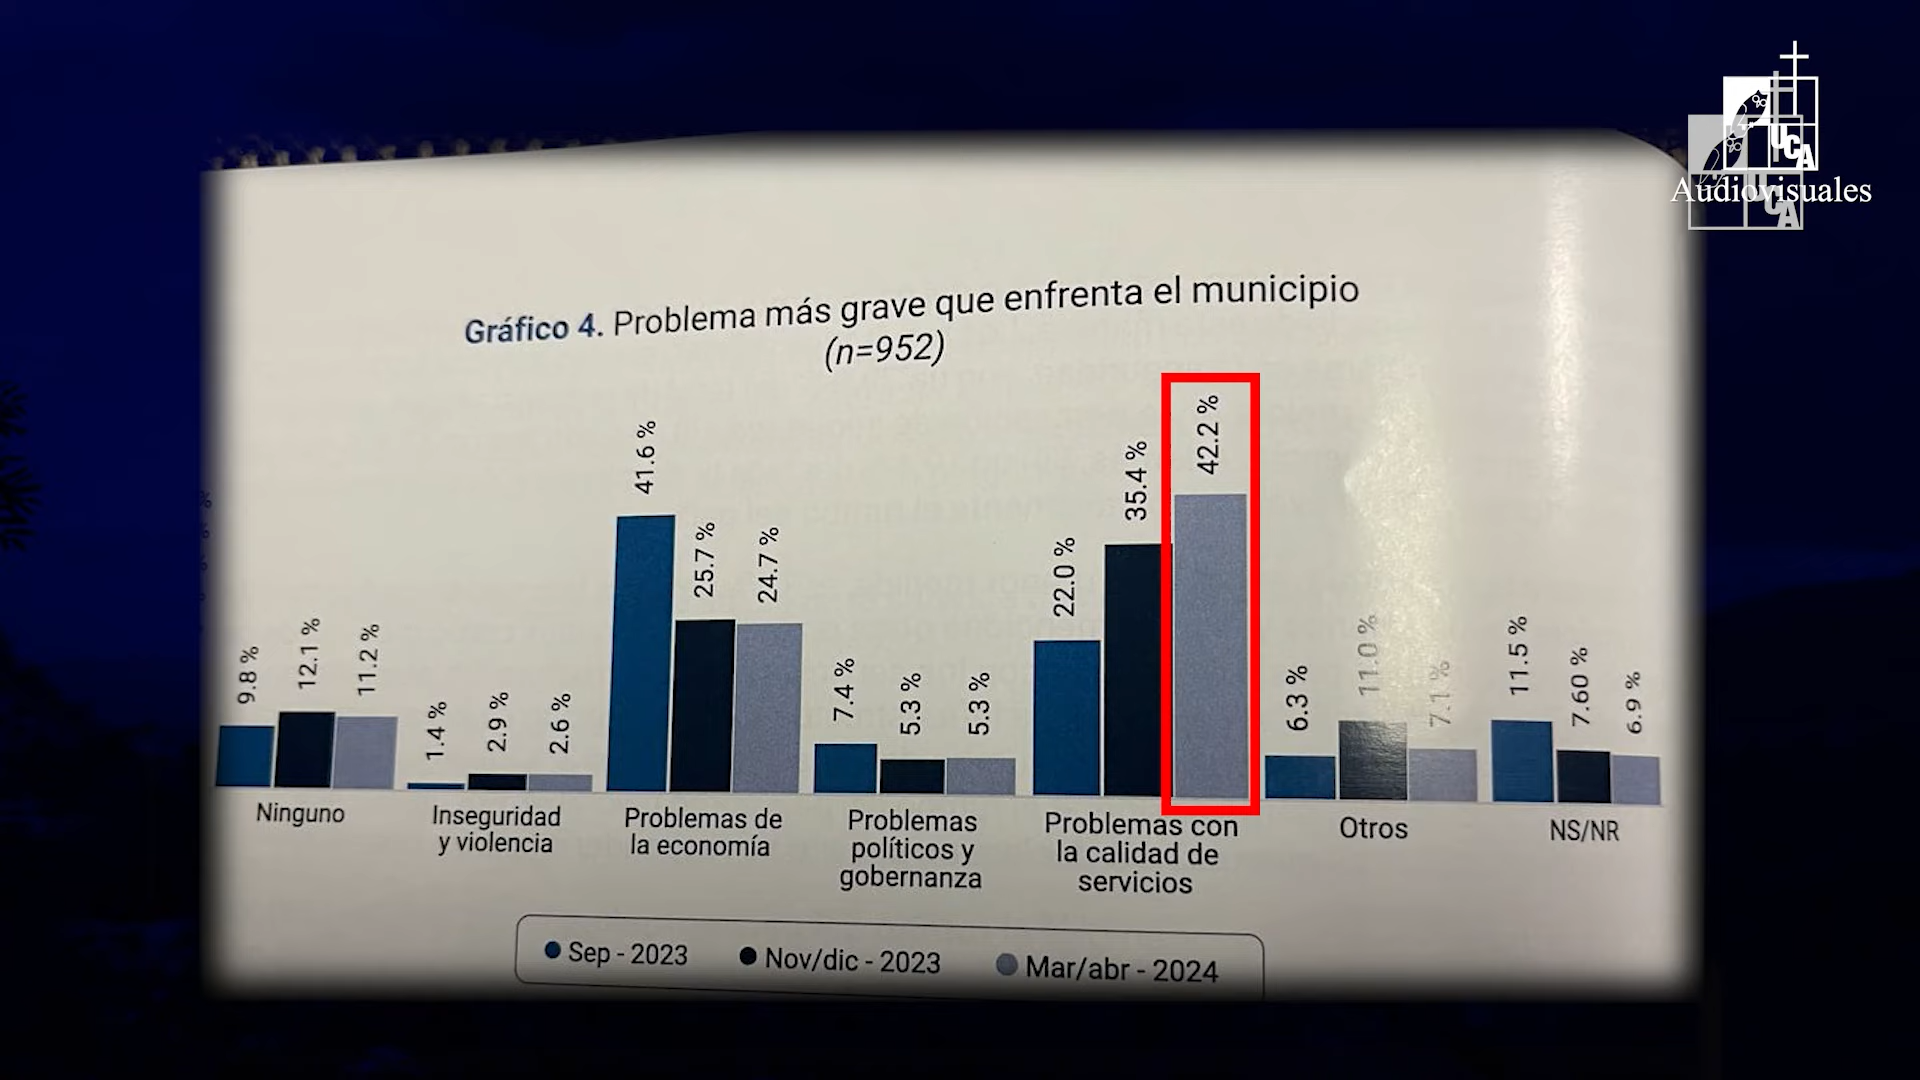 UCA
UCA
Audiovisuales
Gráfico 4. Problema más grave que enfrenta el municipio
(n=952)
9.8 %
12.1 %
11.2 %
1.4 %
2.9 %
2.6 %
41.6 %
25.7 %
24.7 %
7.4 %
5.3 %
5.3 %
22.0 %
35.4 %
42.2 %
6.3 %
11.0 %
7.1 %
11.5 %
7.60 %
6.9 %
Ninguno
Inseguridad
y violencia
Problemas de
la economía
Problemas
políticos y
gobernanza
Problemas con
la calidad de
servicios
Otros
NS/NR
Sep - 2023
Nov/dic - 2023
Mar/abr - 2024